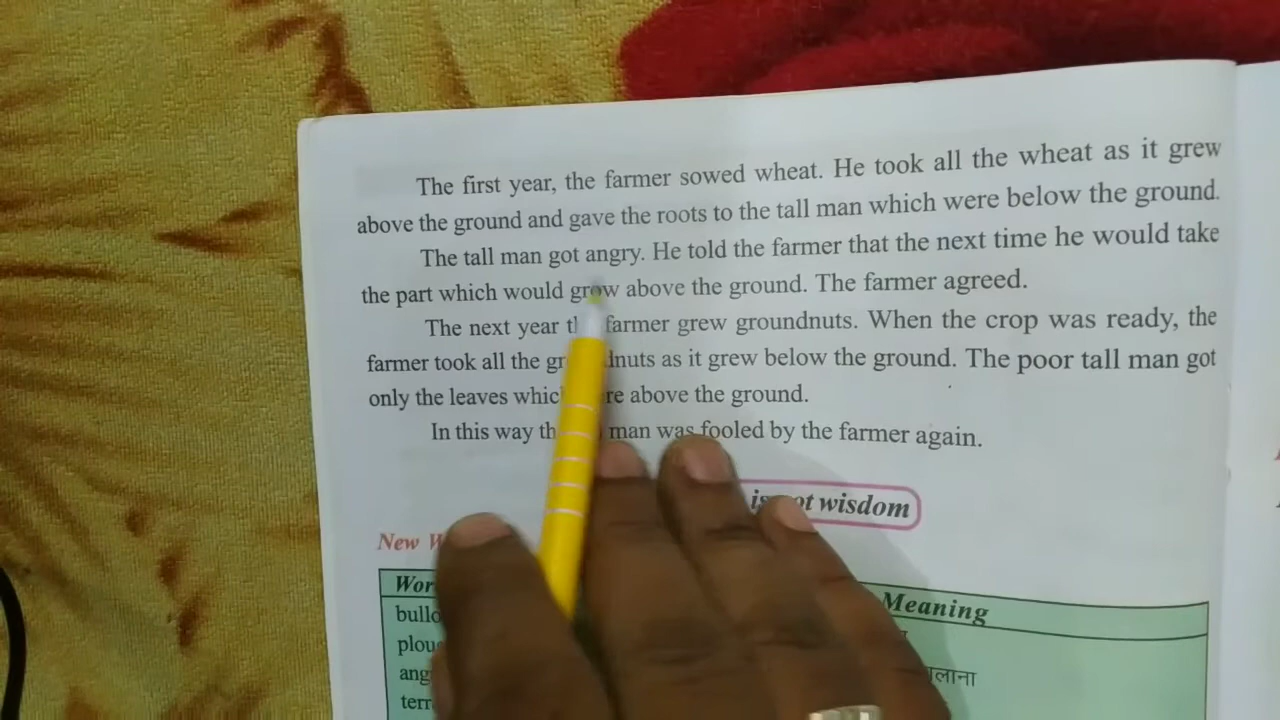 The first year, the farmer sowed wheat. He took all the wheat as it grew
above the ground and gave the roots to the tall man which were below the ground.
The tall man got angry. He told the farmer that the next time he would take
the part which would grow above the ground. The farmer agreed.
The next year farmer grew groundnuts. When the crop was ready, the
farmer took all the as it grew below the ground. The poor tall man got
only the leaves above the ground.
In this way man was fooled by the farmer again.
wisdom
New
Meaning